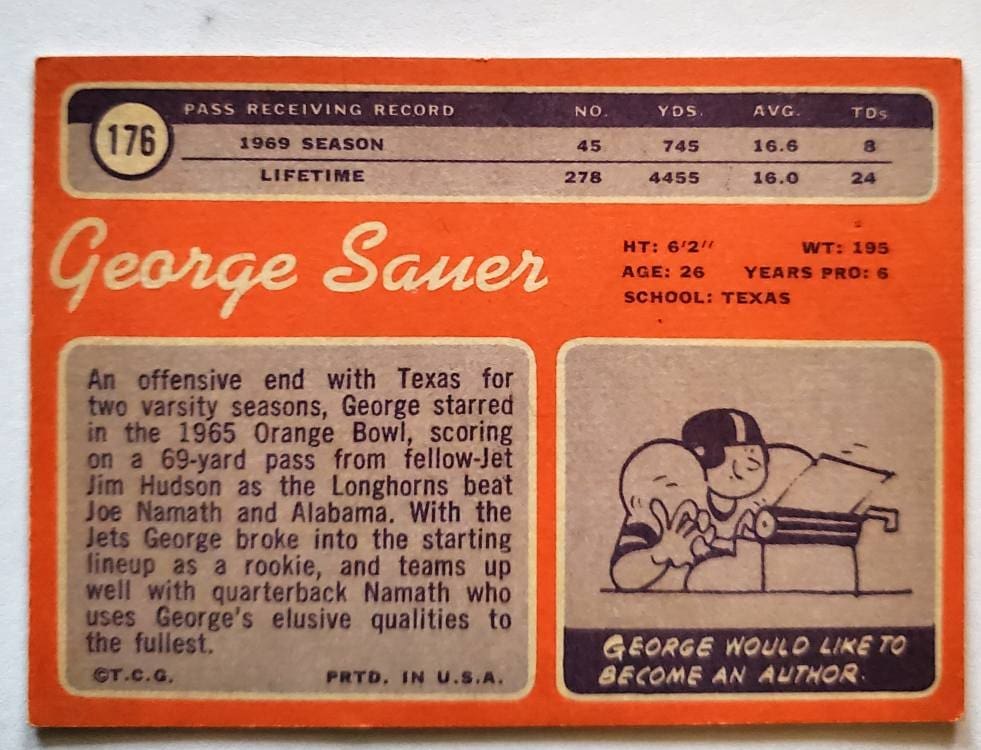 176
PASS RECEIVING RECORD NO. YDS. AVG. TDs
1969 SEASON 45 745 16.6 8
LIFETIME 278 4455 16.0 24
George Sauer
HT: 6'2" WT: 195
AGE: 26 YEARS PRO: 6
SCHOOL: TEXAS
An offensive end with Texas for
two varsity seasons, George starred
in the 1965 Orange Bowl, scoring
on a 69-yard pass from fellow-Jet
Jim Hudson as the Longhorns beat
Joe Namath and Alabama. With the
Jets George broke into the starting
lineup as a rookie, and teams up
well with quarterback Namath who
uses George's elusive qualities to
the fullest.
©T.C.G. PRTD. IN U.S.A.
GEORGE WOULD LIKE TO
BECOME AN AUTHOR.